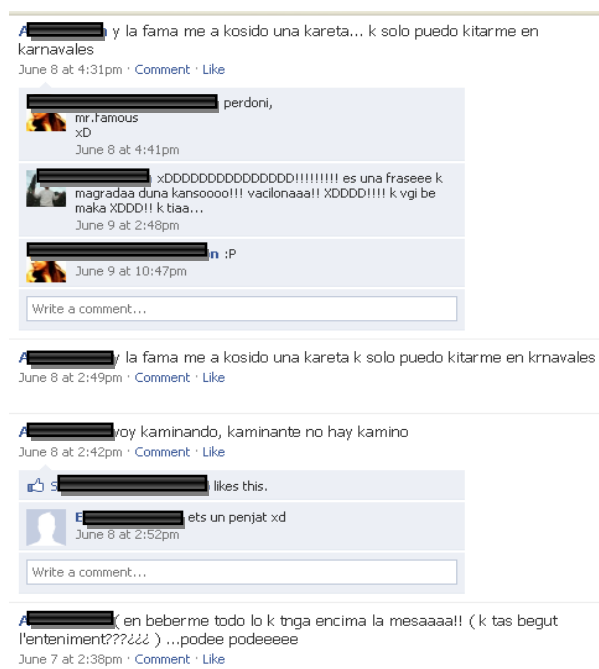 A y la fama me a kosido una kareta... k solo puedo kitarme en
karnavales
June 8 at 4:31pm · Comment · Like
perdoni,
mr.famous
xD
June 8 at 4:41pm
xDDDDDDDDDDDDDDD!!!!!!!!! es una fraseee k
magradaa duna kansoooo!!! vacilonaaa!! XDDDD!!!! k vgi be
maka XDDD!! k tiaa...
June 9 at 2:48pm
n :P
June 9 at 10:47pm
Write a comment...
A y la fama me a kosido una kareta k solo puedo kitarme en krnavales
June 8 at 2:49pm · Comment · Like
A voy kaminando, kaminante no hay kamino
June 8 at 2:42pm · Comment · Like
S likes this.
E ets un penjat xd
June 8 at 2:52pm
Write a comment...
A ( en beberme todo lo k tnga encima la mesaaaa!! ( k tas begut
l'enteniment???¿¿¿ ) ...podee podeeeee
June 7 at 2:38pm · Comment · Like